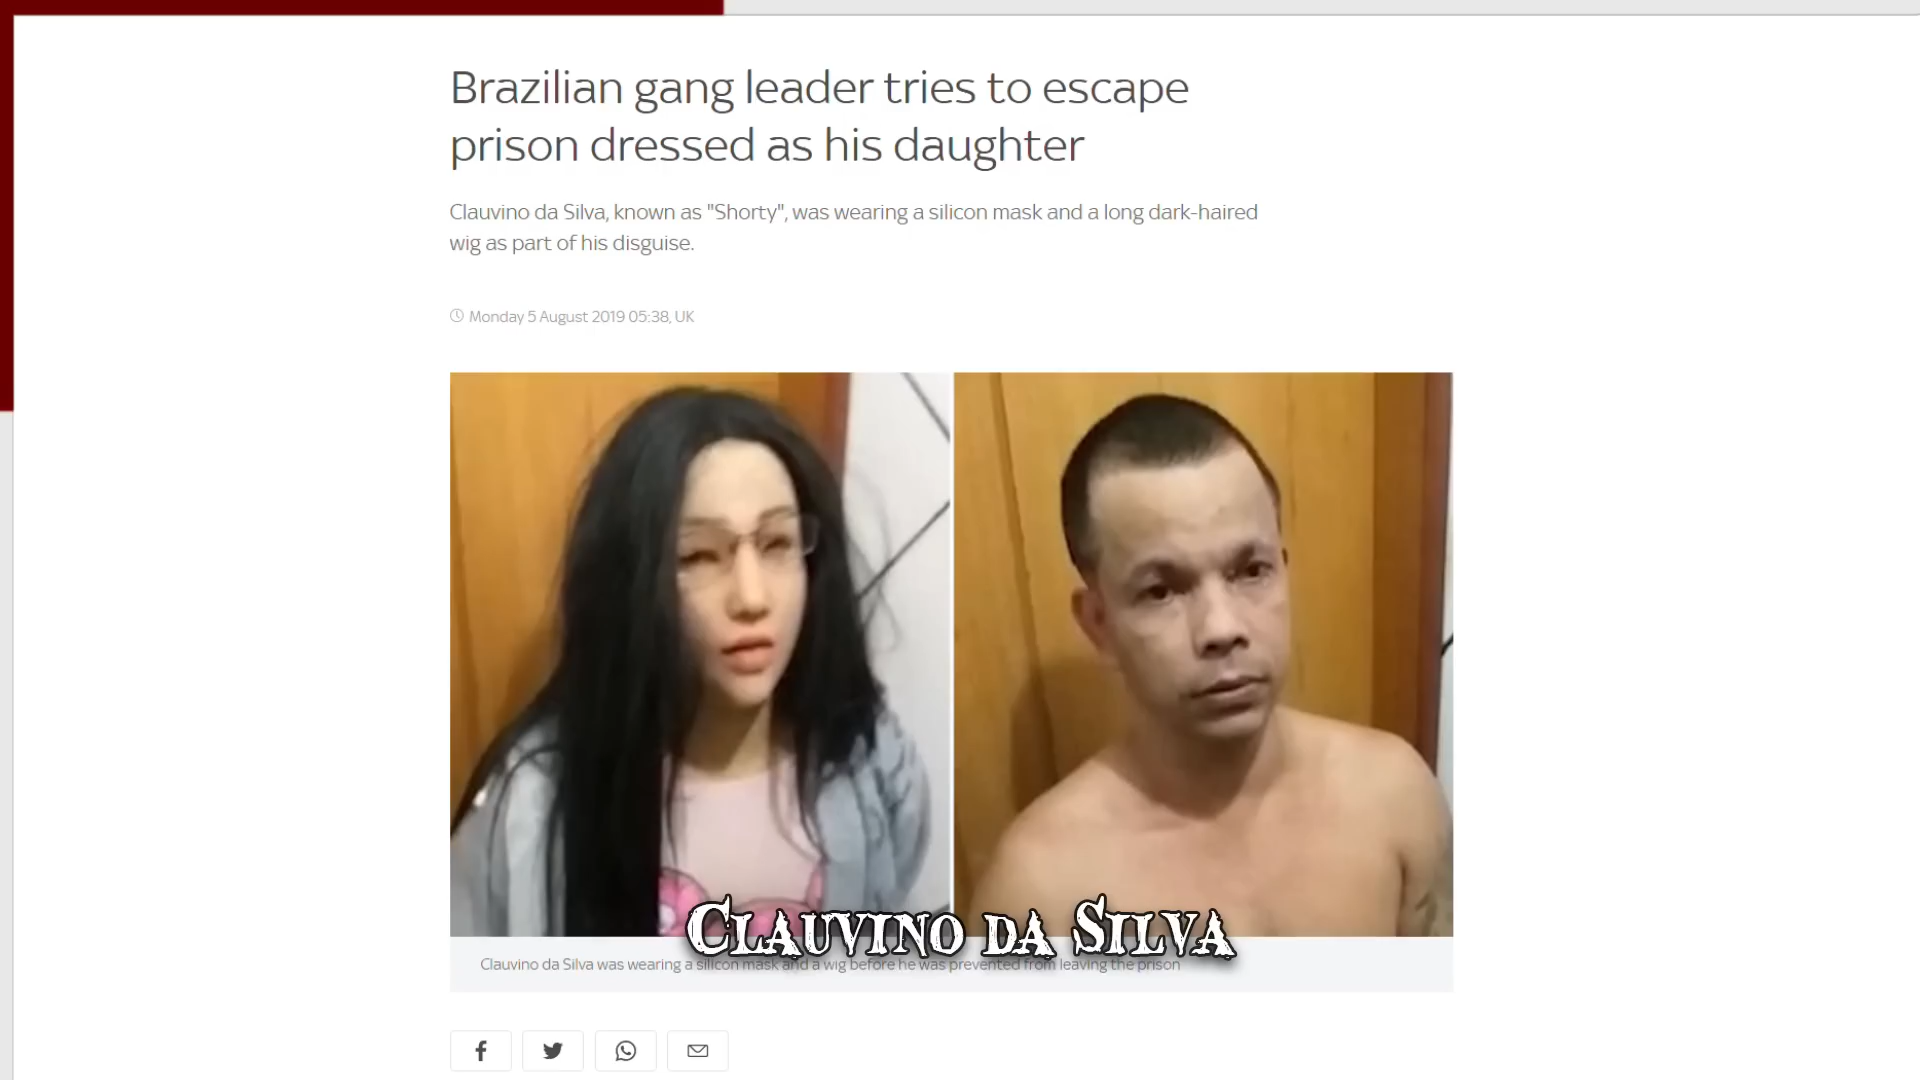 Brazilian gang leader tries to escape
prison dressed as his daughter
Clauvino da Silva, known as "Shorty", was wearing a silicon mask and a long dark-haired
wig as part of his disguise.
Monday 5 August 2019 05:38, UK
Clauvino da Silva
Clauvino da Silva was wearing a silicon mask and a wig before he was prevented from leaving the prison